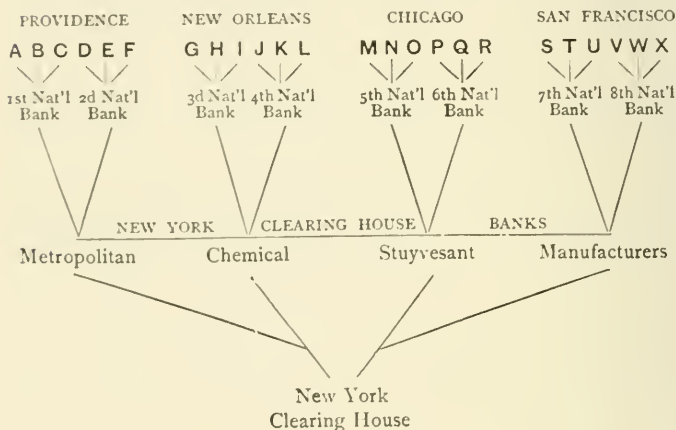 PROVIDENCE NEW ORLEANS CHICAGO SAN FRANCISCO
A B C D E F G H I J K L M N O P Q R S T U V W X
1st Nat'l 2d Nat'l 3d Nat'l 4th Nat'l 5th Nat'l 6th Nat'l 7th Nat'l 8th Nat'l
Bank Bank Bank Bank Bank Bank Bank Bank
NEW YORK CLEARING HOUSE BANKS
Metropolitan Chemical Stuyvesant Manufacturers
New York
Clearing House